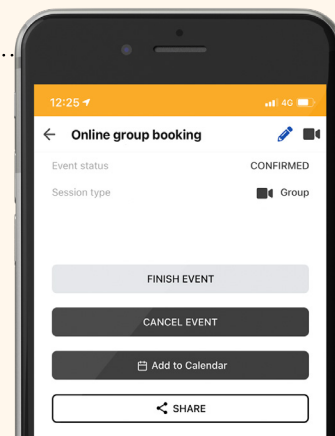 12:25 4G
Online group booking
Event status CONFIRMED
Session type Group
FINISH EVENT
CANCEL EVENT
Add to Calendar
SHARE